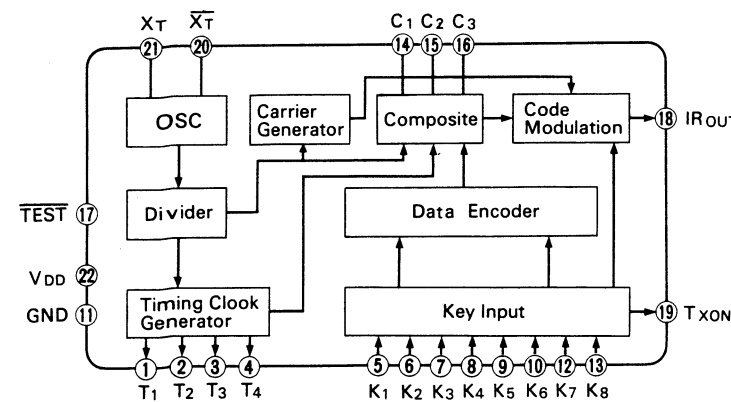 XT X̅T̅ C1 C2 C3
21 20 14 15 16
OSC
Carrier
Generator
Composite
Code
Modulation
18 IR OUT
TEST 17
Divider
Data Encoder
VDD 22
GND 11
Timing Clook
Generator
Key Input
19 TXON
1 2 3 4 5 6 7 8 9 10 12 13
T1 T2 T3 T4 K1 K2 K3 K4 K5 K6 K7 K8